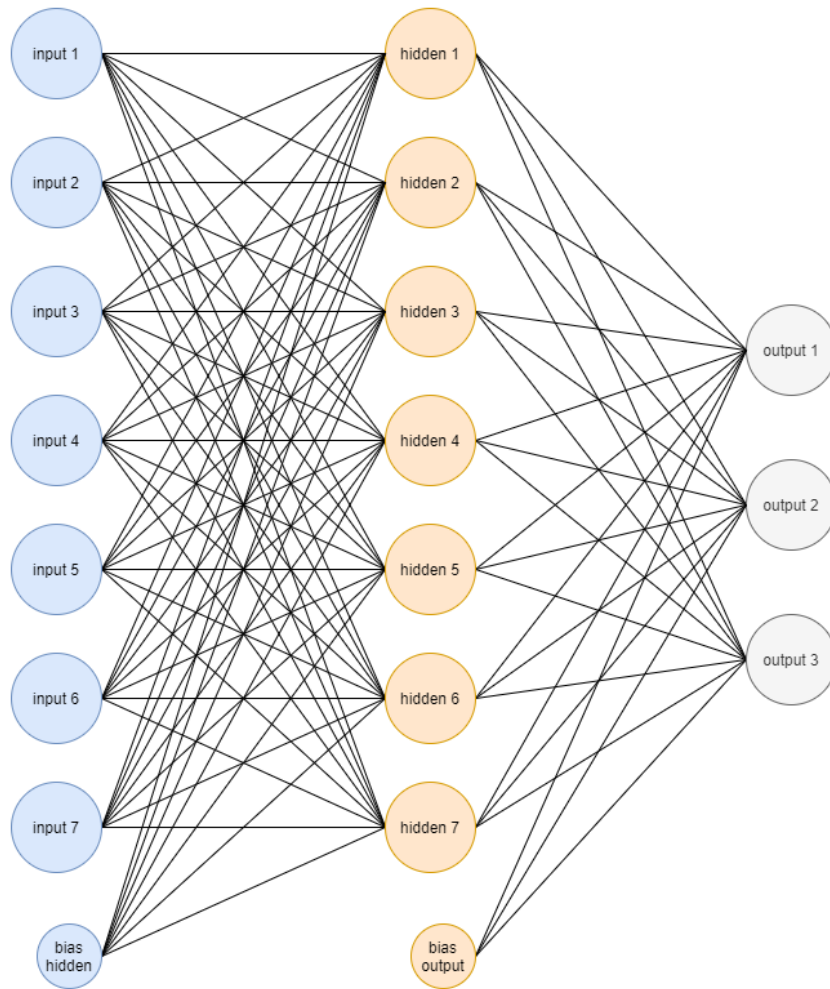 input 1
input 2
input 3
input 4
input 5
input 6
input 7
bias
hidden
hidden 1
hidden 2
hidden 3
hidden 4
hidden 5
hidden 6
hidden 7
bias
output
output 1
output 2
output 3